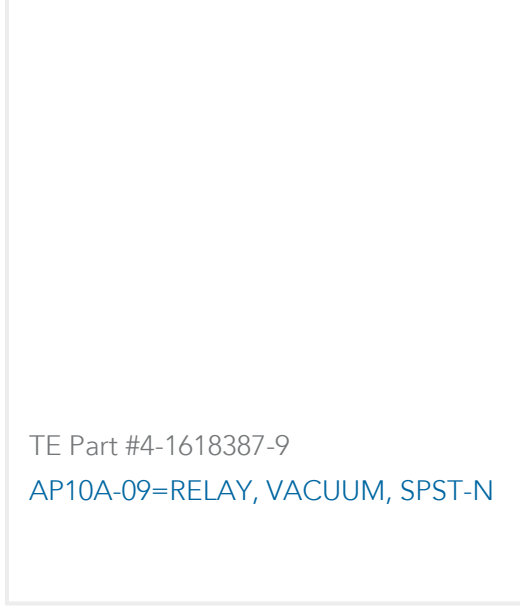 TE Part #4-1618387-9
AP10A-09=RELAY, VACUUM, SPST-N